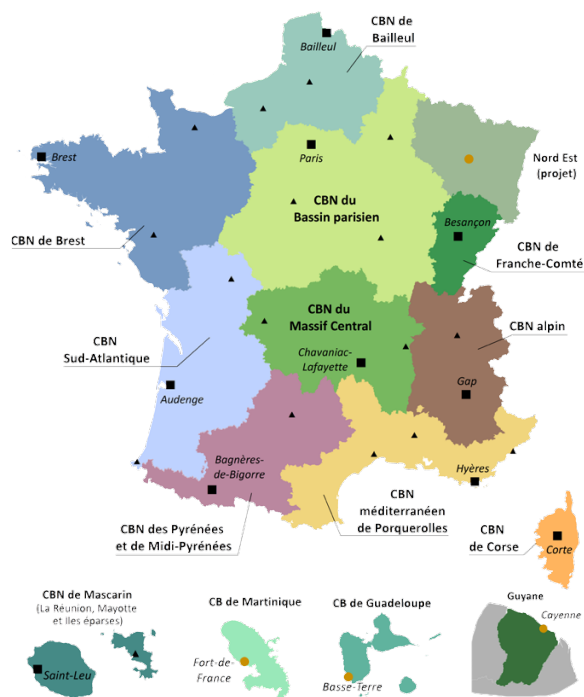 CBN de
Bailleul
Bailleul
Brest
Paris
Nord Est
(projet)
CBN du
Bassin parisien
Besançon
CBN de Brest
CBN de
Franche-Comté
CBN du
Massif Central
CBN alpin
CBN
Sud-Atlantique
Chavaniac-
Lafayette
Audenge
Gap
Bagnères-
de-Bigorre
Hyères
CBN
méditerranéen
de Porquerolles
CBN des Pyrénées
et de Midi-Pyrénées
CBN
de Corse
Corte
CBN de Mascarin
(La Réunion, Mayotte
et Iles éparses)
Saint-Leu
CB de Martinique
Fort-de-
France
CB de Guadeloupe
Basse-Terre
Guyane
Cayenne